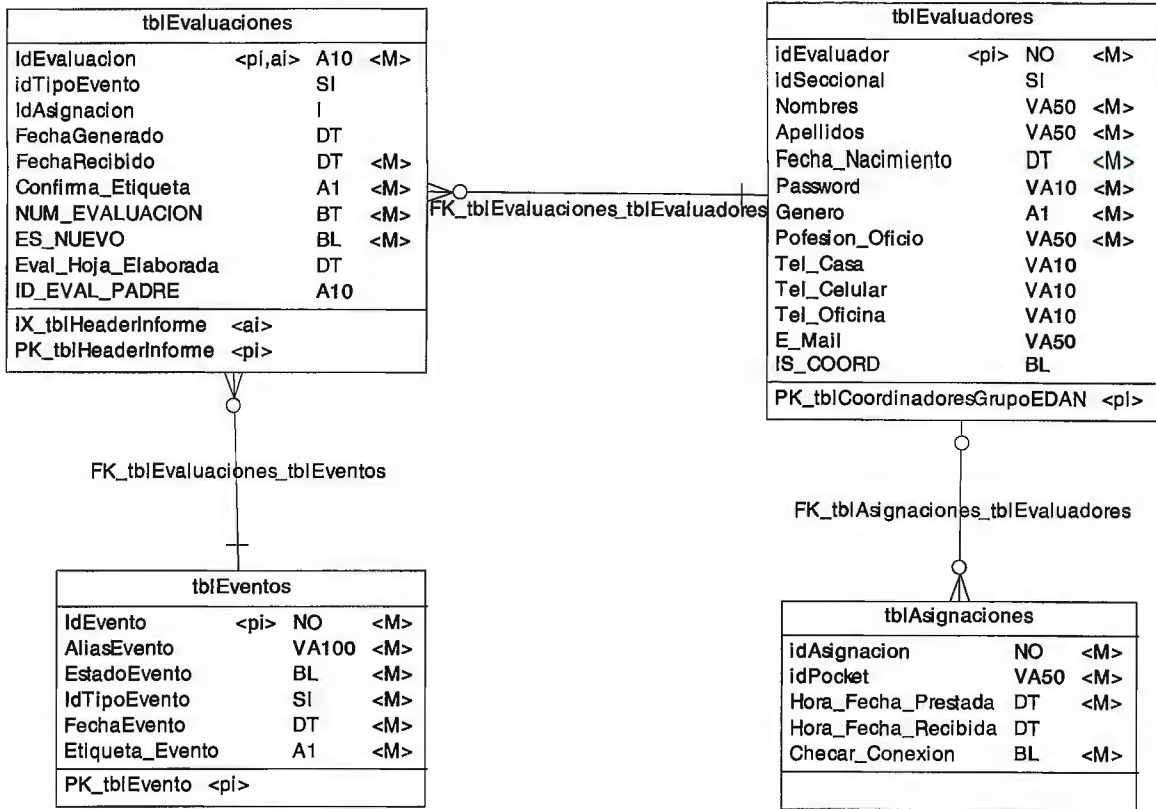 tblEvaluaciones
IdEvaluacion <pi,ai> A10 <M>
idTipoEvento SI
IdAsignacion I
FechaGenerado DT
FechaRecibido DT <M>
Confirma_Etiqueta A1 <M>
NUM_EVALUACION BT <M>
ES_NUEVO BL <M>
Eval_Hoja_Elaborada DT
ID_EVAL_PADRE A10
IX_tblHeaderInforme <ai>
PK_tblHeaderInforme <pi>
FK_tblEvaluaciones_tblEvaluadores
tblEvaluadores
idEvaluador <pi> NO <M>
idSeccional SI
Nombres VA50 <M>
Apellidos VA50 <M>
Fecha_Nacimiento DT <M>
Password VA10 <M>
Genero A1 <M>
Pofesion_Oficio VA50 <M>
Tel_Casa VA10
Tel_Celular VA10
Tel_Oficina VA10
E_Mail VA50
IS_COORD BL
PK_tblCoordinadoresGrupoEDAN <pi>
FK_tblEvaluaciones_tblEventos
FK_tblAsignaciones_tblEvaluadores
tblEventos
IdEvento <pi> NO <M>
AliasEvento VA100 <M>
EstadoEvento BL <M>
IdTipoEvento SI <M>
FechaEvento DT <M>
Etiqueta_Evento A1 <M>
PK_tblEvento <pi>
tblAsignaciones
idAsignacion NO <M>
idPocket VA50 <M>
Hora_Fecha_Prestada DT <M>
Hora_Fecha_Recibida DT
Checar_Conexion BL <M>